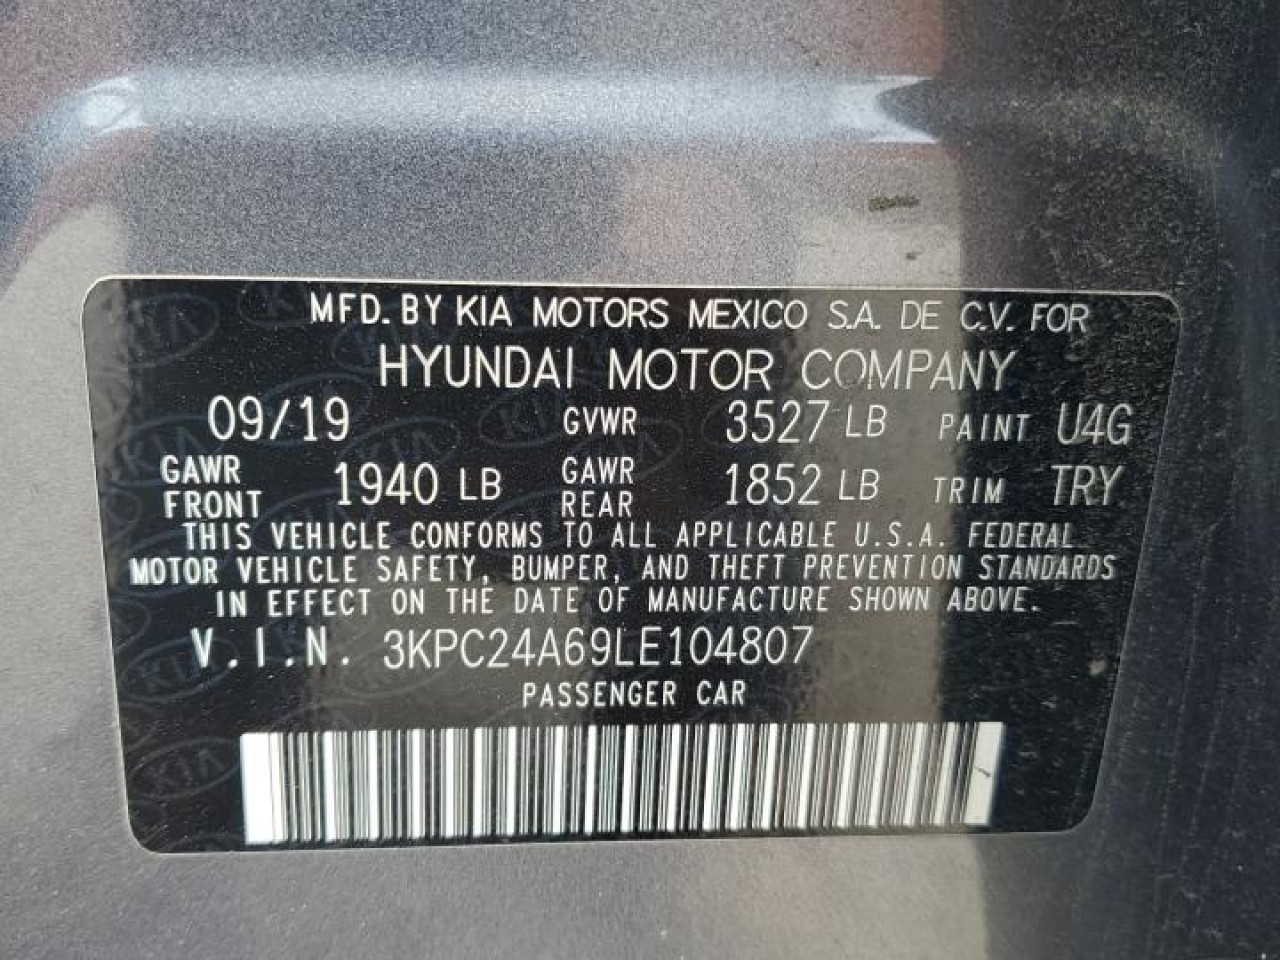 MFD. BY KIA MOTORS MEXICO S.A. DE C.V. FOR
HYUNDAI MOTOR COMPANY
09/19 GVWR 3527 LB PAINT U4G
GAWR FRONT 1940 LB GAWR REAR 1852 LB TRIM TRY
THIS VEHICLE CONFORMS TO ALL APPLICABLE U.S.A. FEDERAL
MOTOR VEHICLE SAFETY, BUMPER, AND THEFT PREVENTION STANDARDS
IN EFFECT ON THE DATE OF MANUFACTURE SHOWN ABOVE.
V.I.N. 3KPC24A69LE104807
PASSENGER CAR